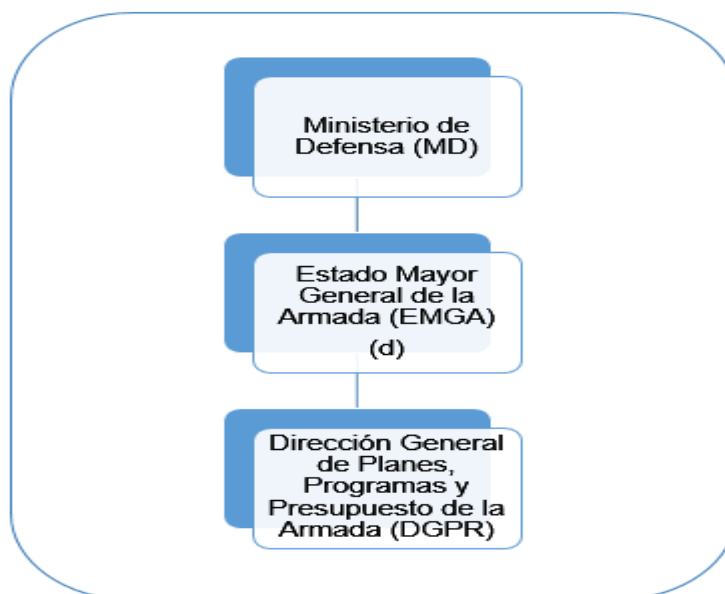 Ministerio de
Defensa (MD)
Estado Mayor
General de la
Armada (EMGA)
(d)
Dirección General
de Planes,
Programas y
Presupuesto de la
Armada (DGPR)